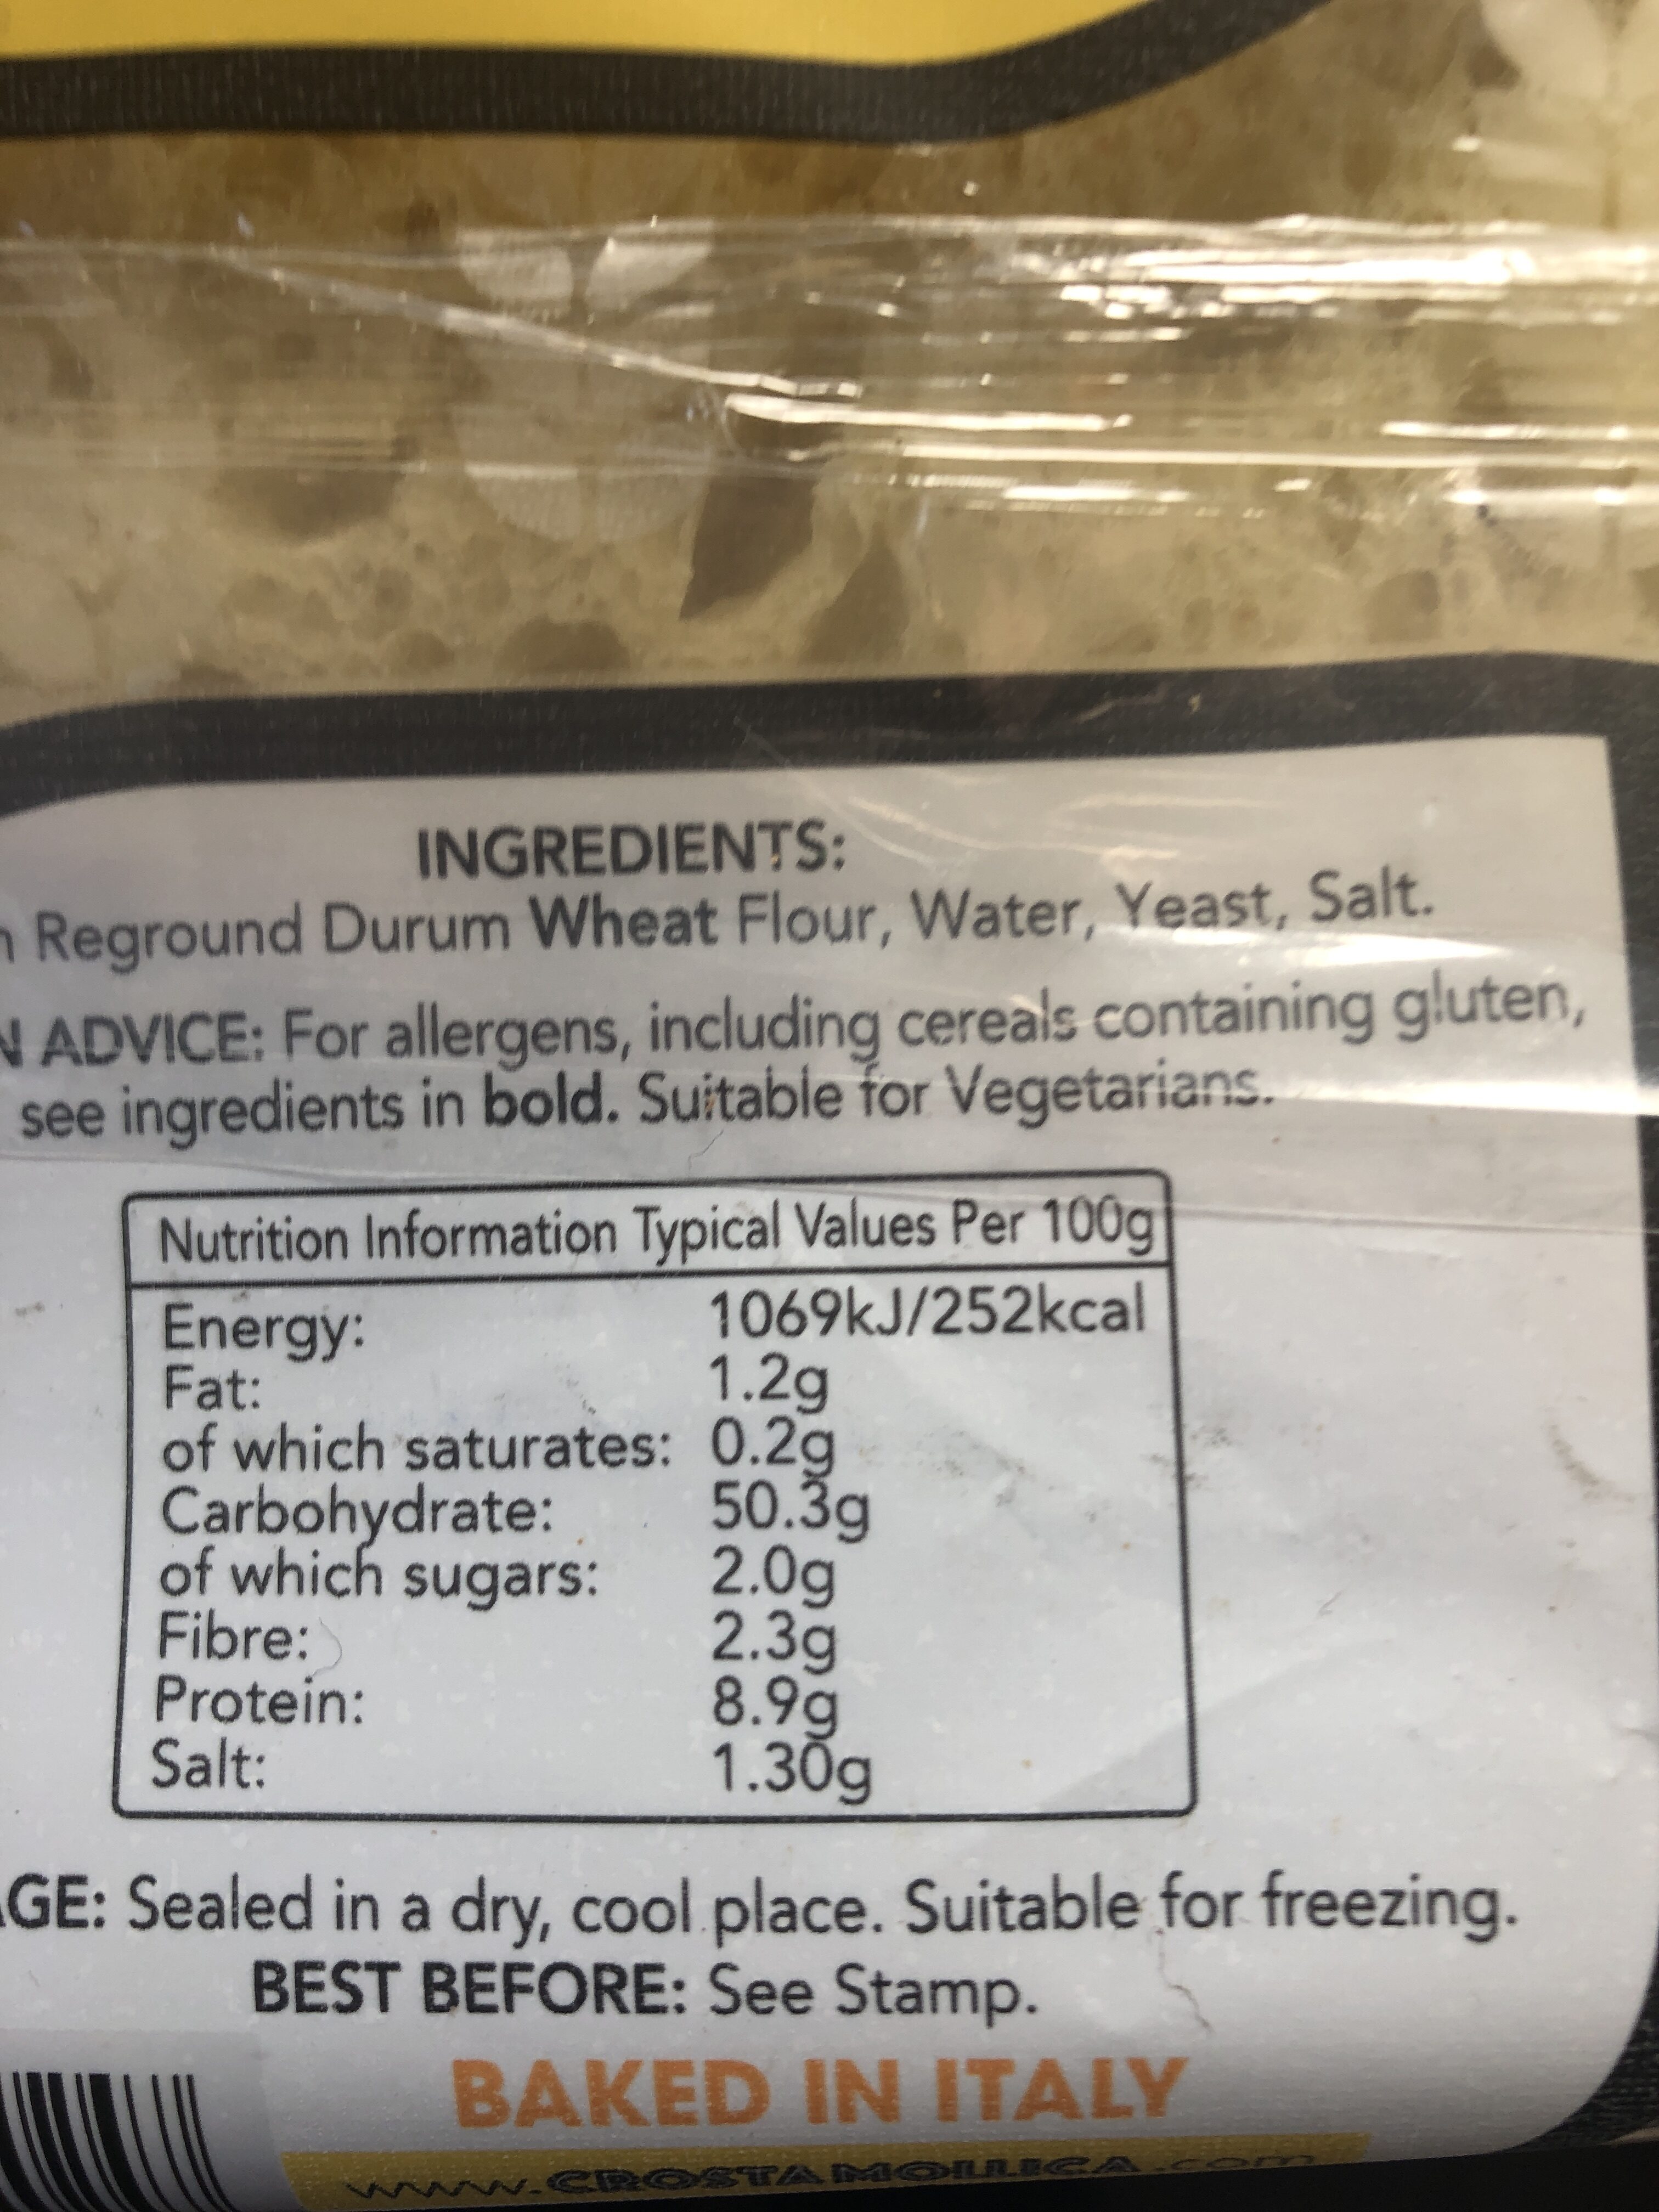 INGREDIENTS:
Reground Durum Wheat Flour, Water, Yeast, Salt.
ADVICE: For allergens, including cereals containing gluten,
see ingredients in bold. Suitable for Vegetarians.
Nutrition Information Typical Values Per 100g
Energy: 1069kJ/252kcal
Fat: 1.2g
of which saturates: 0.2g
Carbohydrate: 50.3g
of which sugars: 2.0g
Fibre: 2.3g
Protein: 8.9g
Salt: 1.30g
GE: Sealed in a dry, cool place. Suitable for freezing.
BEST BEFORE: See Stamp.
BAKED IN ITALY
www.CROSTAMOLLICA.com